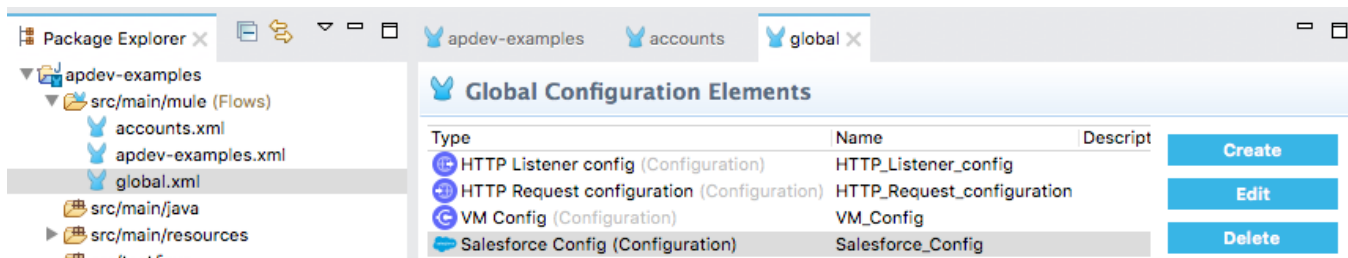 Package Explorer
apdev-examples
src/main/mule (Flows)
accounts.xml
apdev-examples.xml
global.xml
src/main/java
src/main/resources
apdev-examples accounts global
Global Configuration Elements
Type Name Descript
HTTP Listener config (Configuration) HTTP_Listener_config
HTTP Request configuration (Configuration) HTTP_Request_configuration
VM Config (Configuration) VM_Config
Salesforce Config (Configuration) Salesforce_Config
Create
Edit
Delete